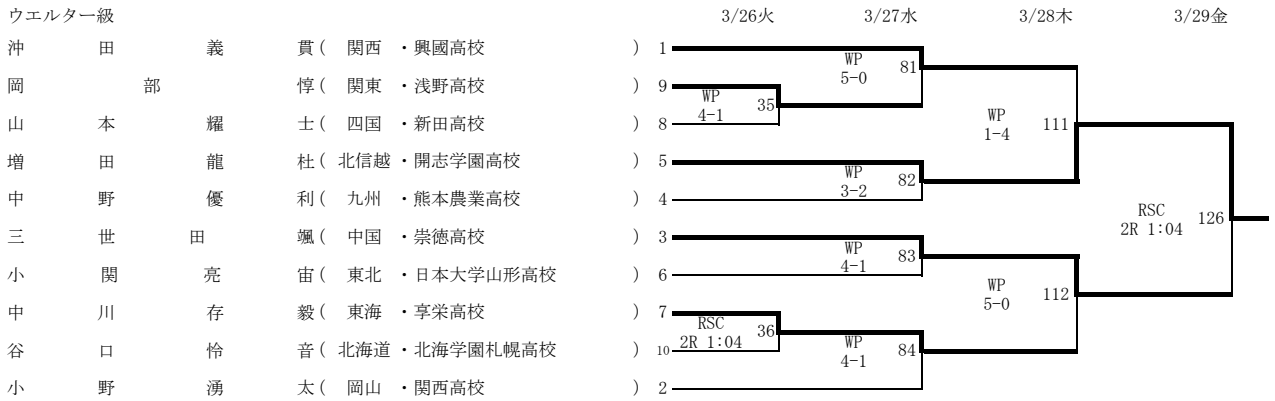 ウエルター級 3/26火 3/27水 3/28木 3/29金
沖田義貫( 関西 ・興國高校 ) 1
WP 5-0 81
岡部惇( 関東 ・浅野高校 ) 9
WP 4-1 35
山本耀士( 四国 ・新田高校 ) 8
WP 1-4 111
増田龍杜( 北信越 ・開志学園高校 ) 5
WP 3-2 82
中野優利( 九州 ・熊本農業高校 ) 4
RSC 2R 1:04 126
三世田颯( 中国 ・崇徳高校 ) 3
WP 4-1 83
小関亮宙( 東北 ・日本大学山形高校 ) 6
WP 5-0 112
中川存毅( 東海 ・享栄高校 ) 7
RSC 2R 1:04 36
谷口怜音( 北海道 ・北海学園札幌高校 ) 10
WP 4-1 84
小野湧太( 岡山 ・関西高校 ) 2